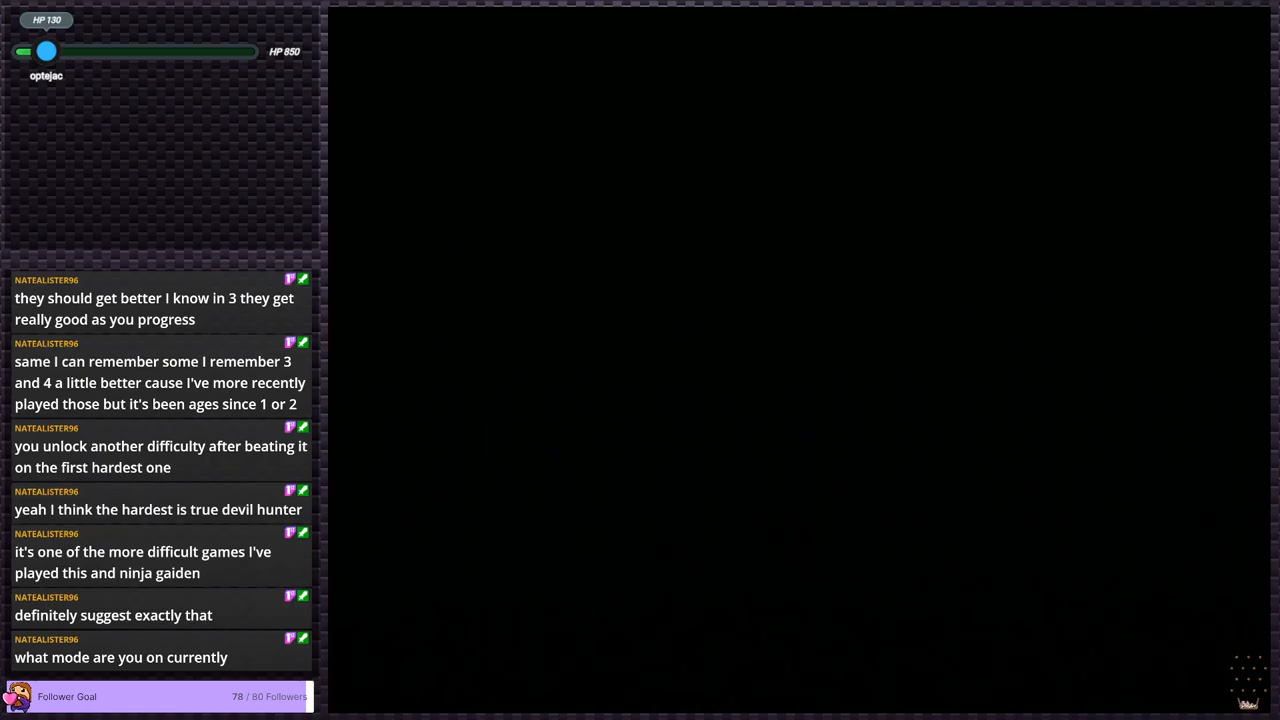 HP 130
HP 850
optejac
NATEALISTER96
they should get better I know in 3 they get
really good as you progress
NATEALISTER96
same I can remember some I remember 3
and 4 a little better cause I've more recently
played those but it's been ages since 1 or 2
NATEALISTER96
you unlock another difficulty after beating it
on the first hardest one
NATEALISTER96
yeah I think the hardest is true devil hunter
NATEALISTER96
it's one of the more difficult games I've
played this and ninja gaiden
NATEALISTER96
definitely suggest exactly that
NATEALISTER96
what mode are you on currently
Follower Goal
78 / 80 Followers